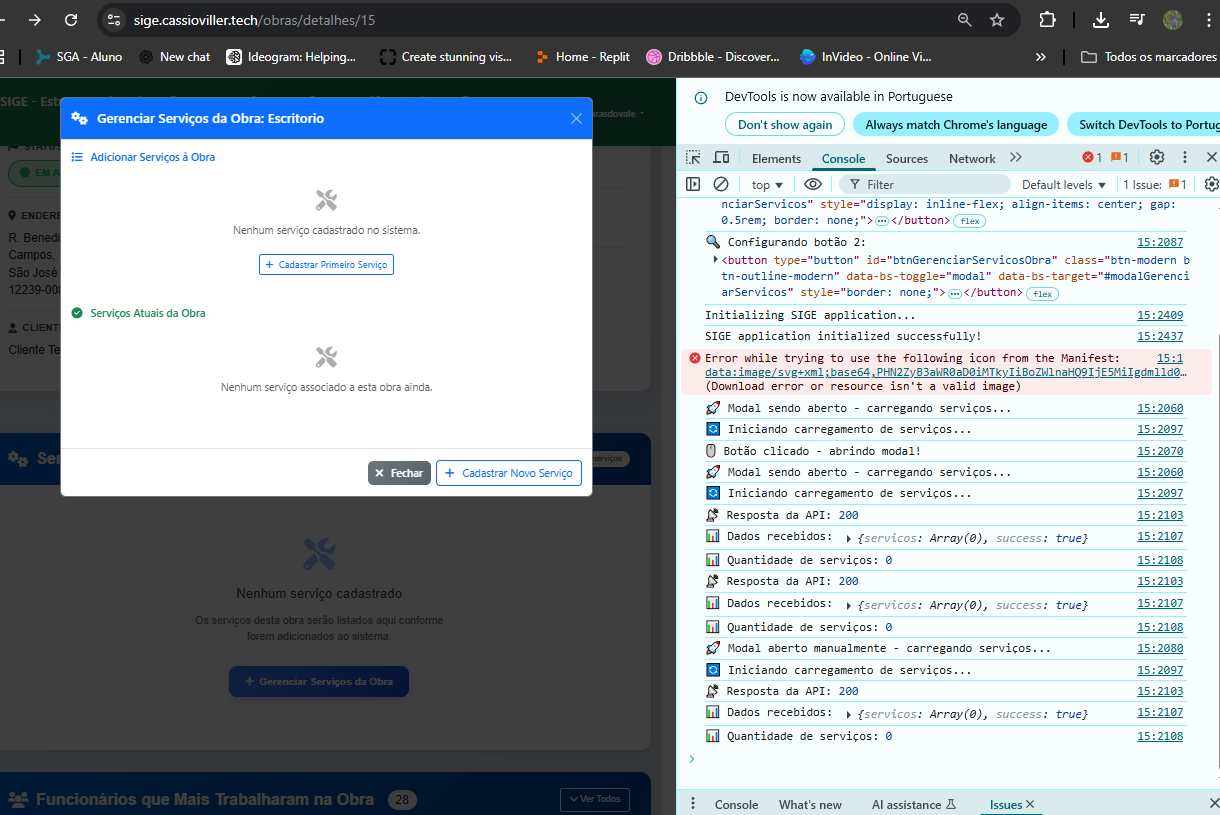 sige.cassioviller.tech/obras/detalhes/15
SGA - Aluno
New chat
Ideogram: Helping...
Create stunning vis...
Home - Replit
Dribbble - Discover...
InVideo - Online Vi...
»
Todos os marcadores
SIGE - Est
Gerenciar Serviços da Obra: Escritorio
Adicionar Serviços à Obra
Nenhum serviço cadastrado no sistema.
+ Cadastrar Primeiro Serviço
Serviços Atuais da Obra
Nenhum serviço associado a esta obra ainda.
Fechar
+ Cadastrar Novo Serviço
STATUS
EM A
ENDERE
R. Benedi
Campos,
São José
12239-00
CLIENT
Cliente Te
Ser
serviços
Nenhum serviço cadastrado
Os serviços desta obra serão listados aqui conforme
forem adicionados ao sistema.
+ Gerenciar Serviços da Obra
Funcionários que Mais Trabalharam na Obra 28
Ver Todos
DevTools is now available in Portuguese
Don't show again
Always match Chrome's language
Switch DevTools to Portug
Elements
Console
Sources
Network
»
1
1
top
Filter
Default levels
1 Issue: 1
nciarServicos" style="display: inline-flex; align-items: center; gap:
0.5rem; border: none;">…</button> flex
Configurando botão 2: 15:2087
<button type="button" id="btnGerenciarServicosObra" class="btn-modern b
tn-outline-modern" data-bs-toggle="modal" data-bs-target="#modalGerenc
iarServicos" style="border: none;">…</button> flex
Initializing SIGE application... 15:2409
SIGE application initialized successfully! 15:2437
Error while trying to use the following icon from the Manifest: 15:1
data:image/svg+xml;base64,PHN2ZyB3aWR0aD0iMTkyIiBoZWlnaHQ9IjE5MiIgdmlld0…
(Download error or resource isn't a valid image)
Modal sendo aberto - carregando serviços... 15:2060
Iniciando carregamento de serviços... 15:2097
Botão clicado - abrindo modal! 15:2070
Modal sendo aberto - carregando serviços... 15:2060
Iniciando carregamento de serviços... 15:2097
Resposta da API: 200 15:2103
Dados recebidos: {servicos: Array(0), success: true} 15:2107
Quantidade de serviços: 0 15:2108
Resposta da API: 200 15:2103
Dados recebidos: {servicos: Array(0), success: true} 15:2107
Quantidade de serviços: 0 15:2108
Modal aberto manualmente - carregando serviços... 15:2080
Iniciando carregamento de serviços... 15:2097
Resposta da API: 200 15:2103
Dados recebidos: {servicos: Array(0), success: true} 15:2107
Quantidade de serviços: 0 15:2108
Console
What's new
AI assistance
Issues